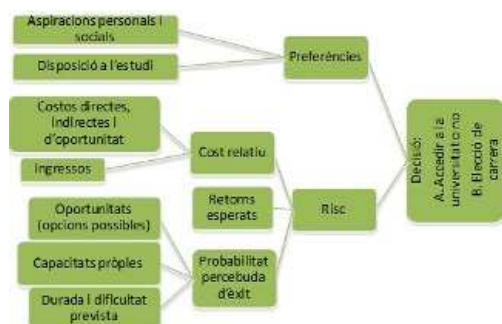 Aspiracions personals i
socials
Disposició a l'estudi
Preferències
Costos directes,
indirectes i
d'oportunitat
Ingressos
Cost relatiu
Retorns
esperats
Risc
Oportunitats
(opcions possibles)
Capacitats pròpies
Durada i dificultat
prevista
Probabilitat
percebuda
d'èxit
Decisió:
A. Accedir a la
universitat o no
B. Elecció de
carrera